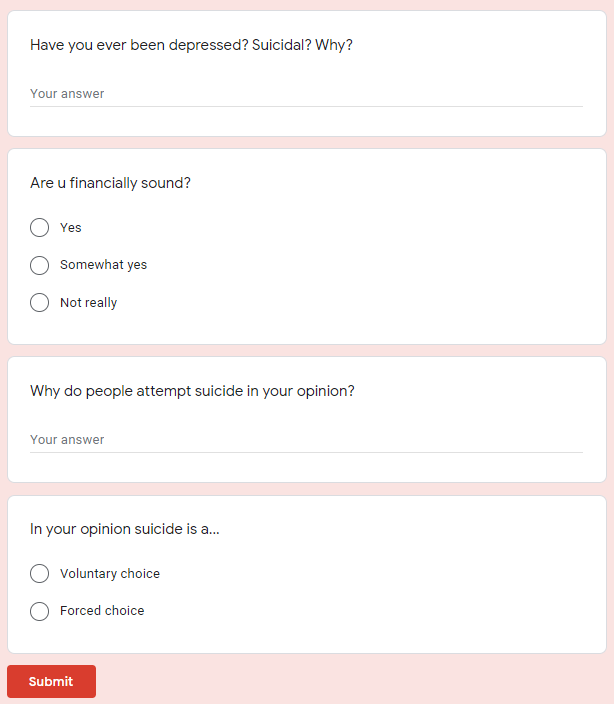 Have you ever been depressed? Suicidal? Why?
Your answer
Are u financially sound?
Yes
Somewhat yes
Not really
Why do people attempt suicide in your opinion?
Your answer
In your opinion suicide is a...
Voluntary choice
Forced choice
Submit